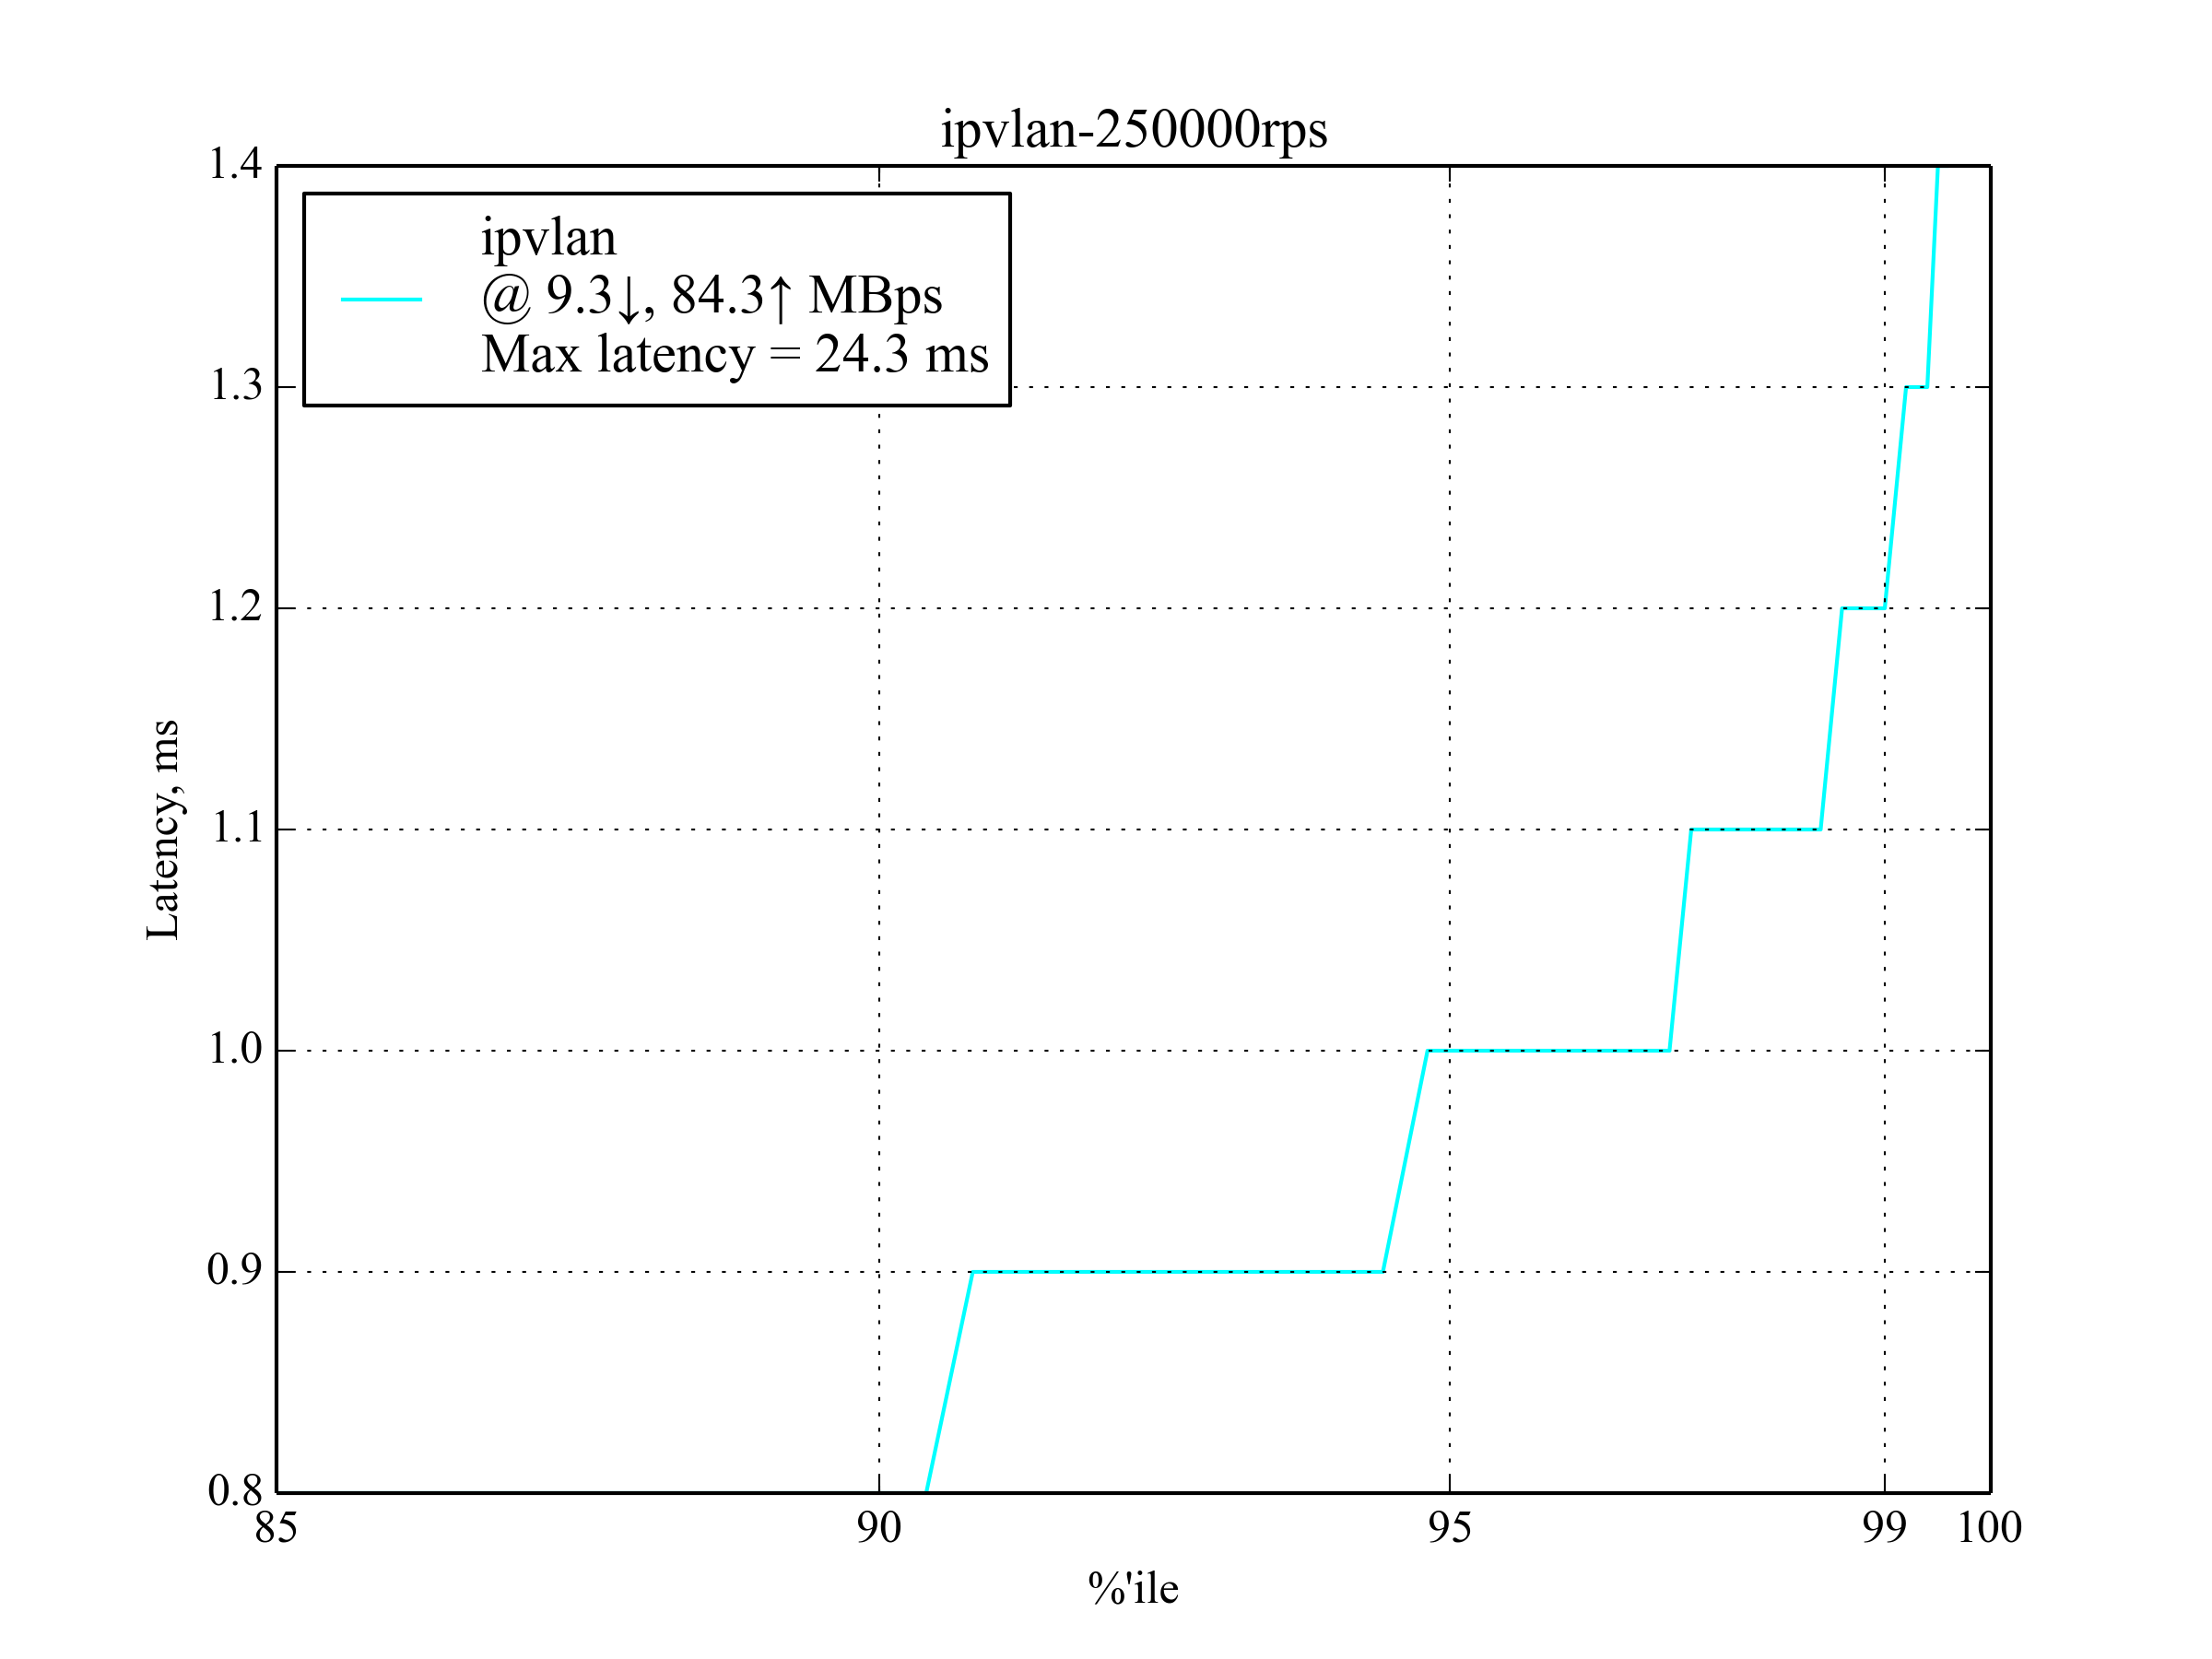 ipvlan-250000rps
ipvlan
@ 9.3↓, 84.3↑ MBps
Max latency = 24.3 ms
1.4
1.3
1.2
1.1
1.0
0.9
0.8
Latency, ms
85 90 95 99 100
%'ile